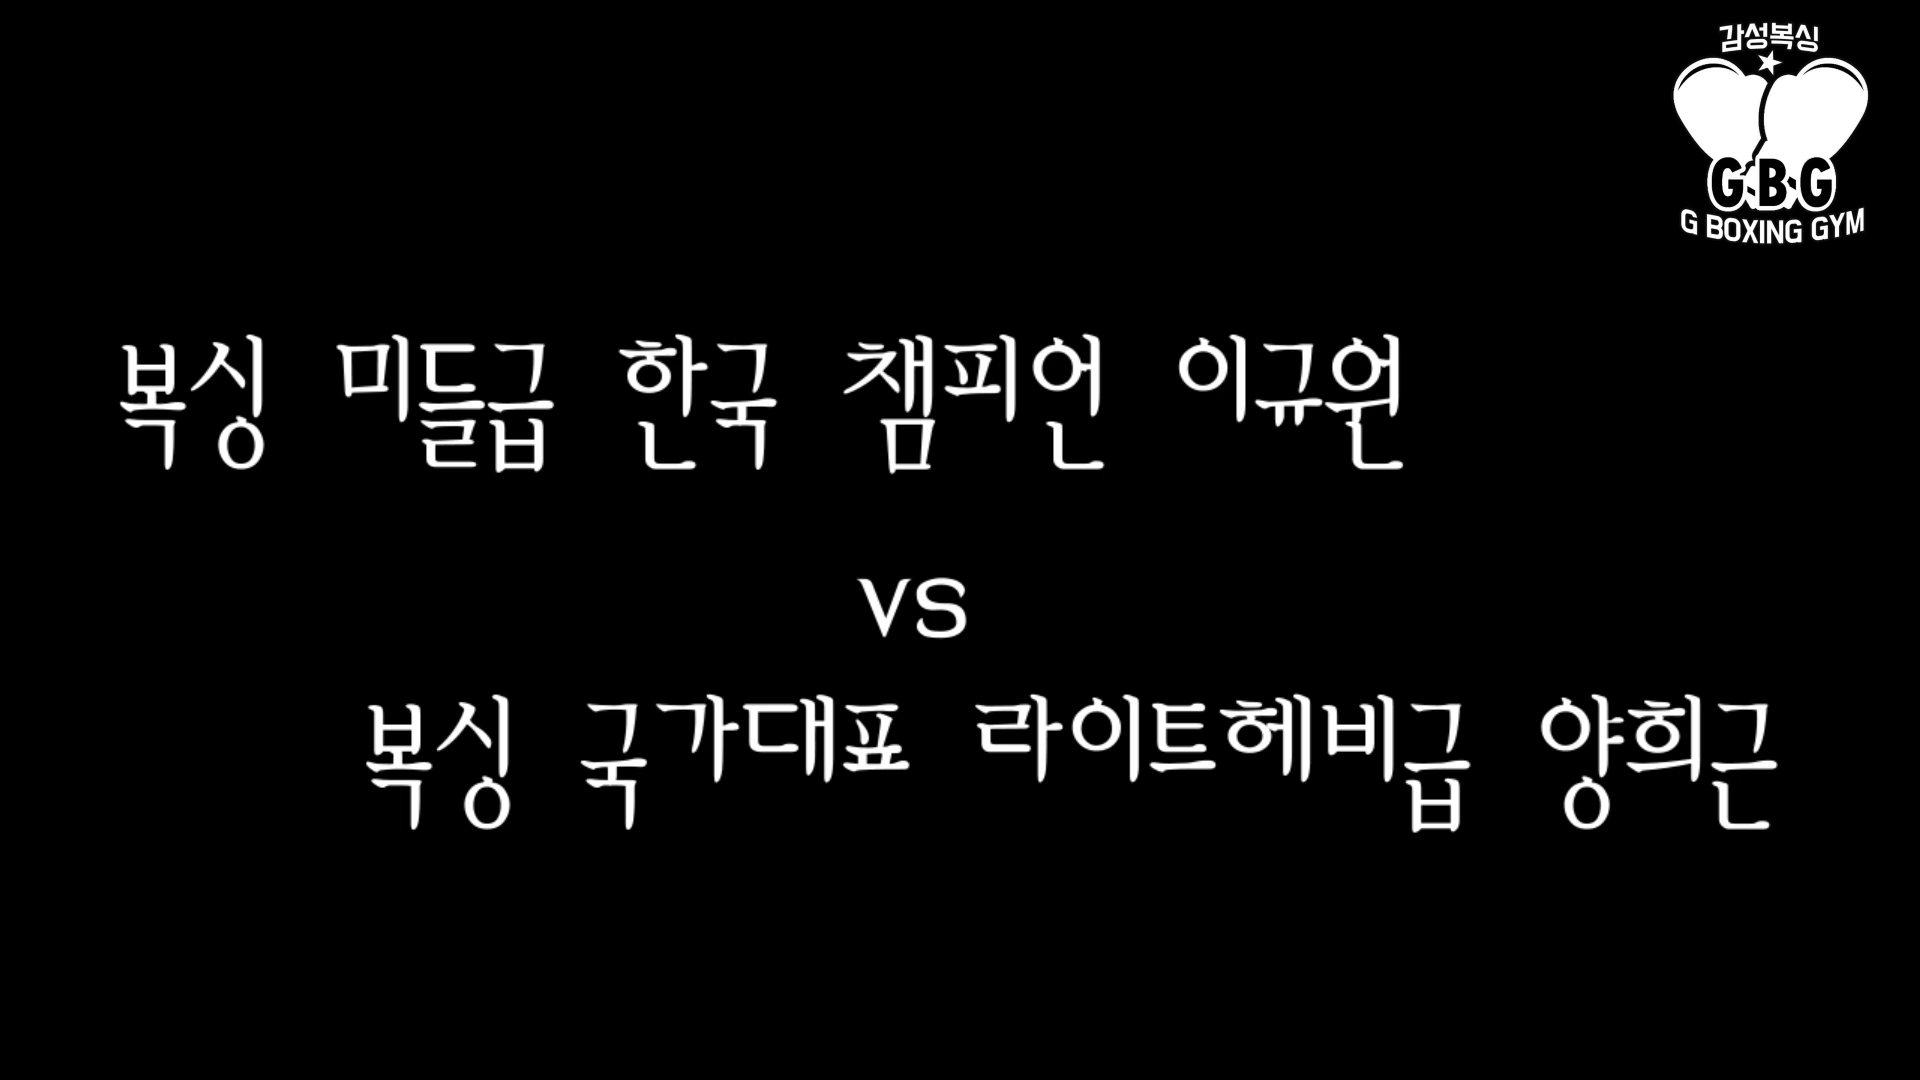 감성복싱
G·B·G
G BOXING GYM
복싱 미들급 한국 챔피언 이규원
vs
복싱 국가대표 라이트헤비급 양희근